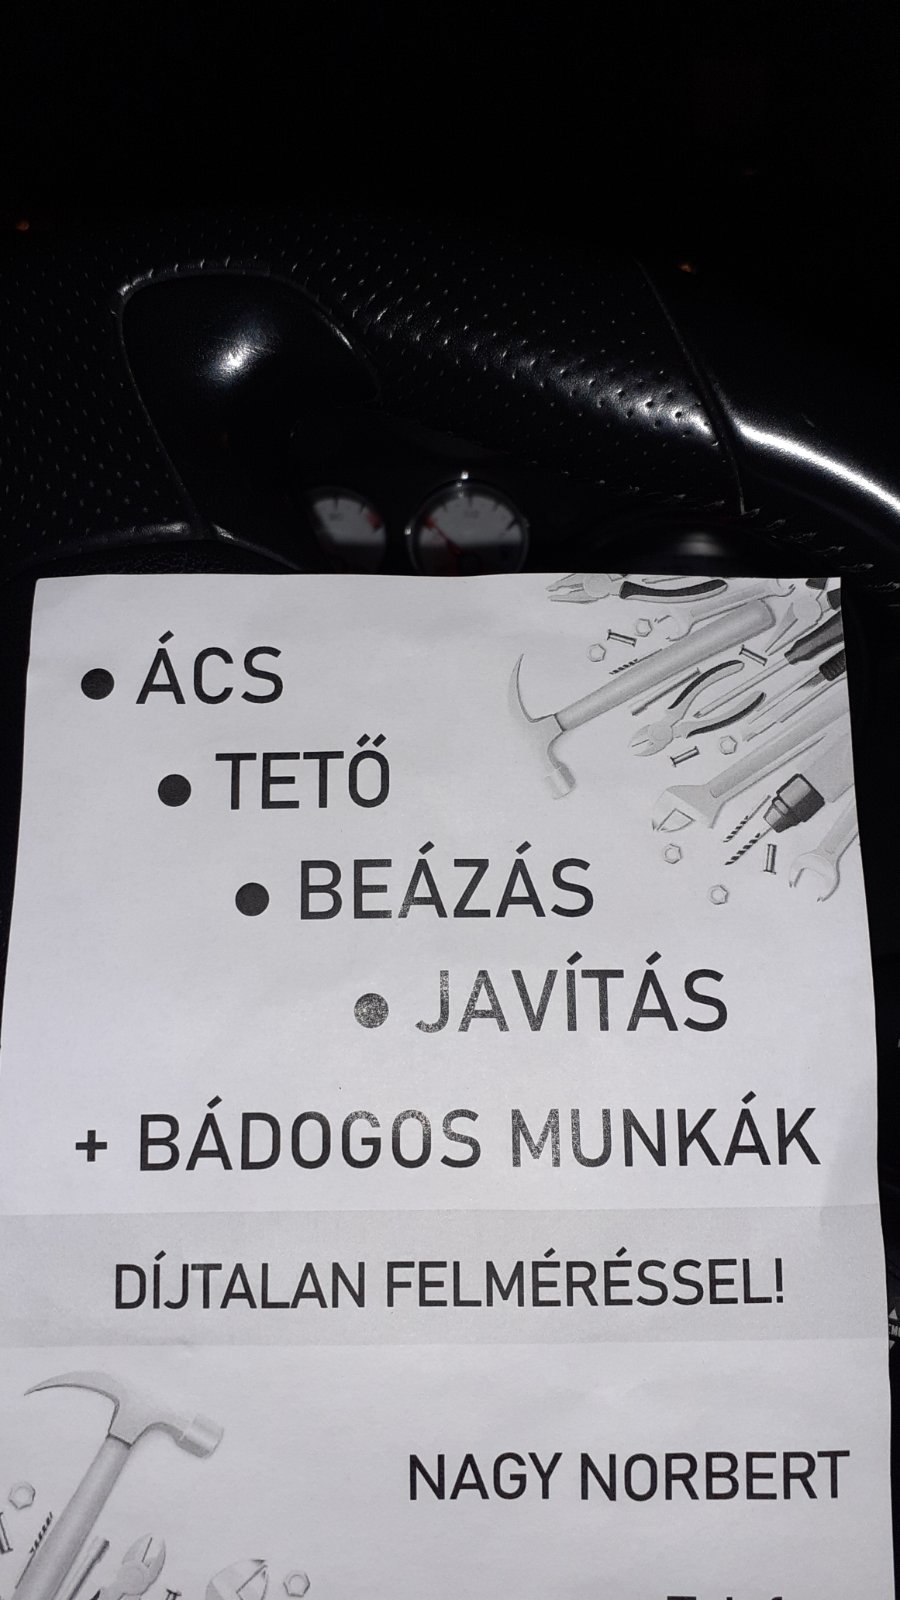 • ÁCS
• TETŐ
• BEÁZÁS
• JAVÍTÁS
+ BÁDOGOS MUNKÁK
DÍJTALAN FELMÉRÉSSEL!
NAGY NORBERT